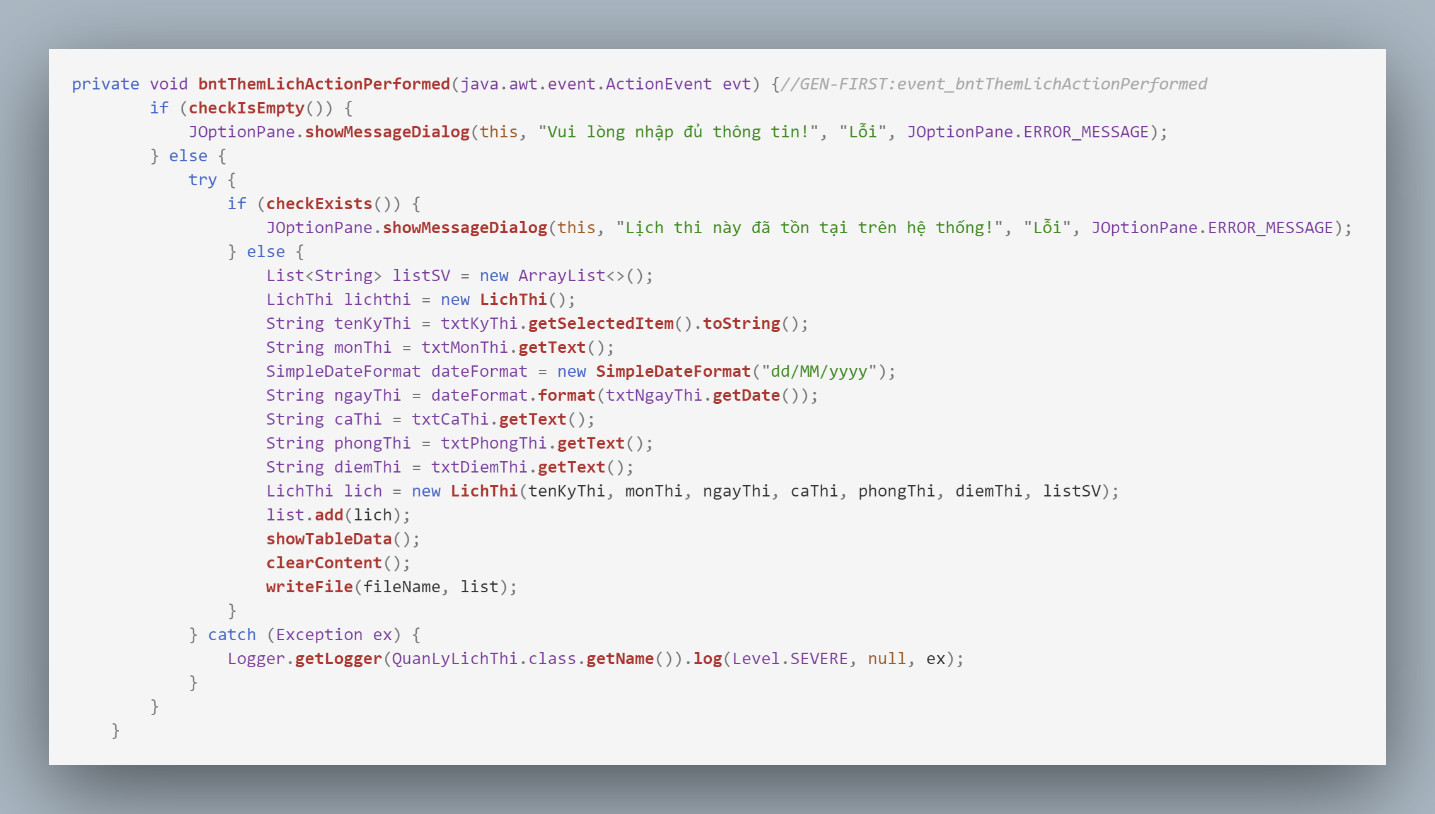 private void bntThemLichActionPerformed(java.awt.event.ActionEvent evt) {//GEN-FIRST:event_bntThemLichActionPerformed
        if (checkIsEmpty()) {
            JOptionPane.showMessageDialog(this, "Vui lòng nhập đủ thông tin!", "Lỗi", JOptionPane.ERROR_MESSAGE);
        } else {
            try {
                if (checkExists()) {
                    JOptionPane.showMessageDialog(this, "Lịch thi này đã tồn tại trên hệ thống!", "Lỗi", JOptionPane.ERROR_MESSAGE);
                } else {
                    List<String> listSV = new ArrayList<>();
                    LichThi lichthi = new LichThi();
                    String tenKyThi = txtKyThi.getSelectedItem().toString();
                    String monThi = txtMonThi.getText();
                    SimpleDateFormat dateFormat = new SimpleDateFormat("dd/MM/yyyy");
                    String ngayThi = dateFormat.format(txtNgayThi.getDate());
                    String caThi = txtCaThi.getText();
                    String phongThi = txtPhongThi.getText();
                    String diemThi = txtDiemThi.getText();
                    LichThi lich = new LichThi(tenKyThi, monThi, ngayThi, caThi, phongThi, diemThi, listSV);
                    list.add(lich);
                    showTableData();
                    clearContent();
                    writeFile(fileName, list);
                }
            } catch (Exception ex) {
                Logger.getLogger(QuanLyLichThi.class.getName()).log(Level.SEVERE, null, ex);
            }
        }
    }